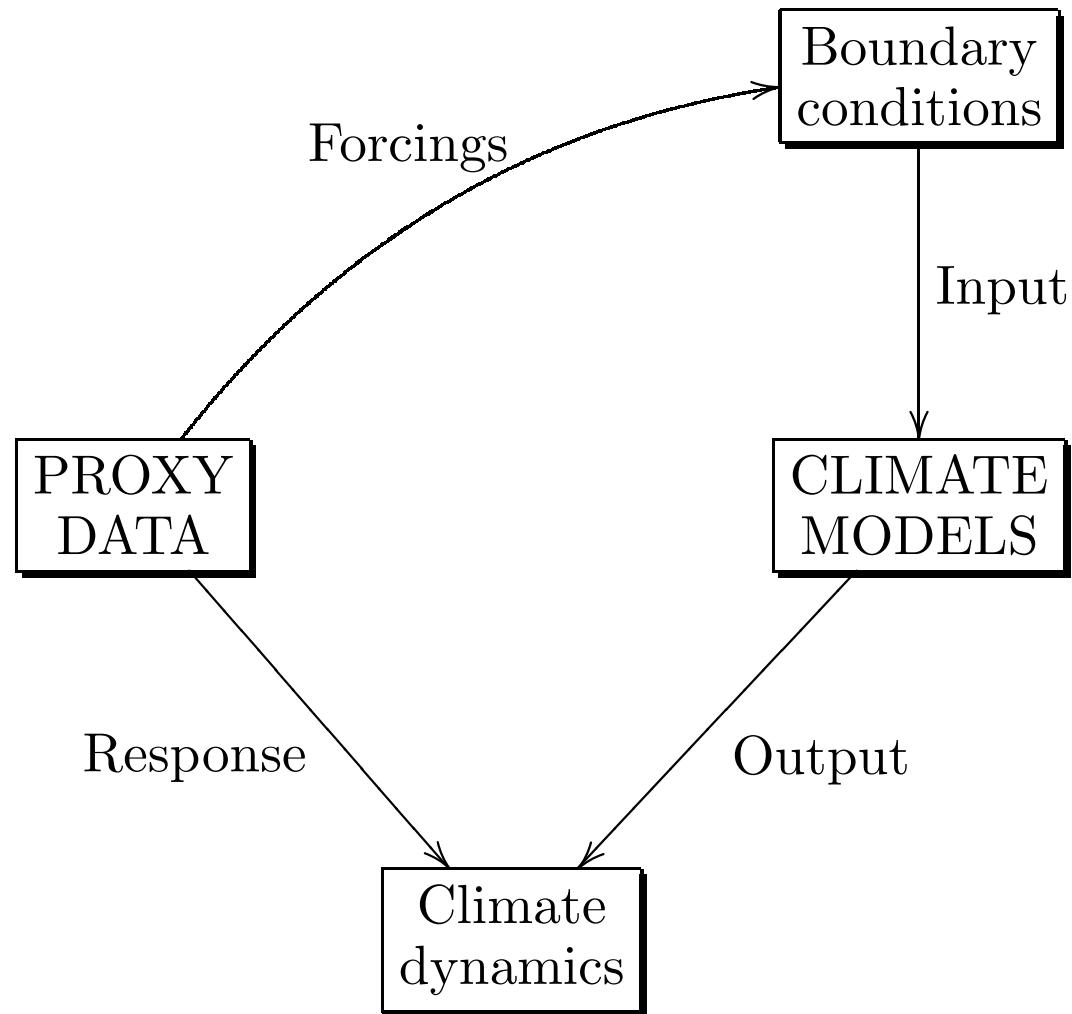 Boundary
conditions
Forcings
Input
PROXY
DATA
CLIMATE
MODELS
Response
Output
Climate
dynamics